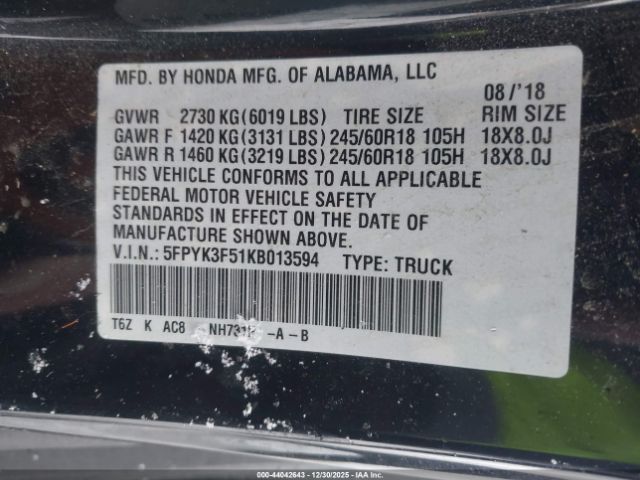 MFD. BY HONDA MFG. OF ALABAMA, LLC
08 /'18
GVWR 2730 KG(6019 LBS) TIRE SIZE RIM SIZE
GAWR F 1420 KG(3131 LBS) 245/60R18 105H 18X8.0J
GAWR R 1460 KG(3219 LBS) 245/60R18 105H 18X8.0J
THIS VEHICLE CONFORMS TO ALL APPLICABLE
FEDERAL MOTOR VEHICLE SAFETY
STANDARDS IN EFFECT ON THE DATE OF
MANUFACTURE SHOWN ABOVE.
V.I.N.: 5FPYK3F51KB013594 TYPE: TRUCK
T6Z K AC8 -A-B
000-44042643 - 12/30/2025 - IAA Inc.